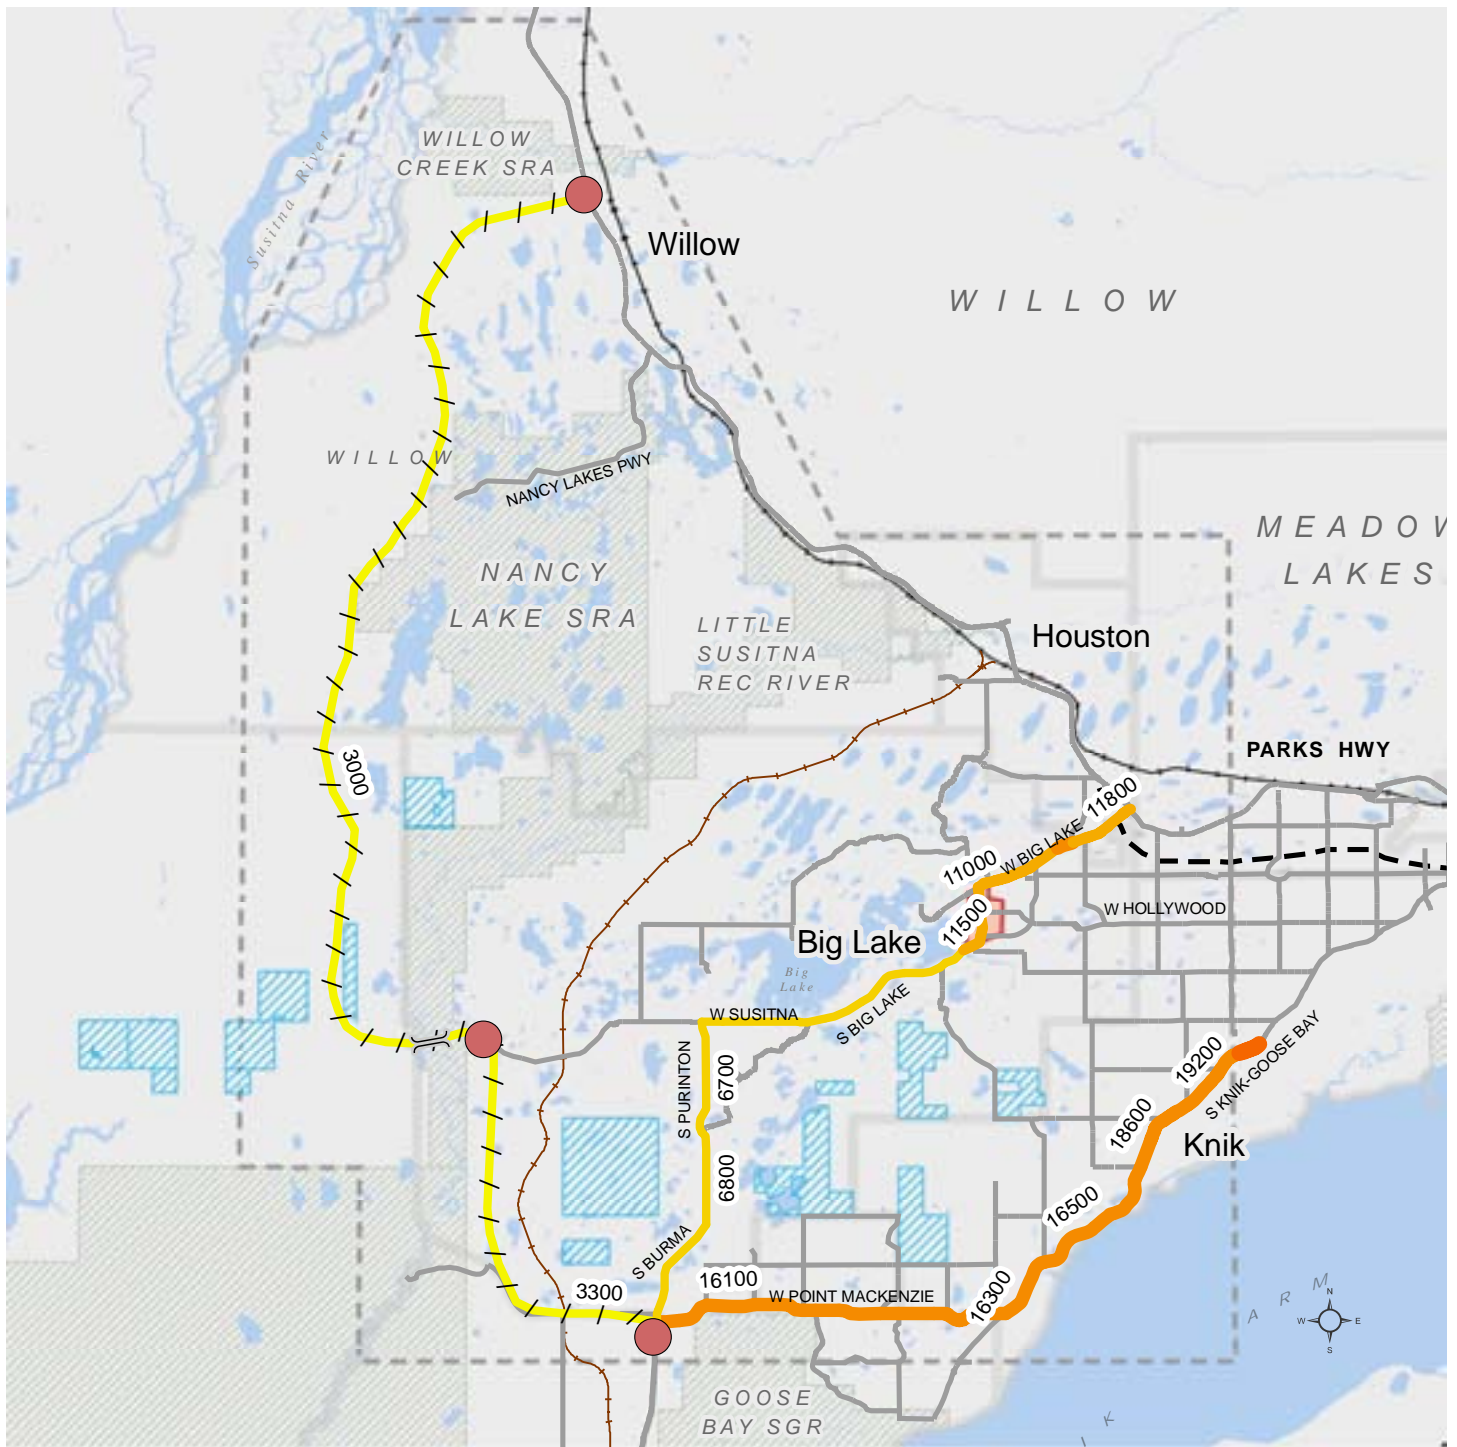 WILLOW
CREEK SRA
Susitna River
Willow
WILLOW
WILLOW
NANCY LAKES PWY
MEADOW
LAKES
NANCY
LAKE SRA
LITTLE
SUSITNA
REC RIVER
Houston
3000
PARKS HWY
11800
W BIG LAKE
11000
11500
W HOLLYWOOD
Big Lake
Big
Lake
W SUSITNA
S BIG LAKE
S PURINTON
6700
19200
S KNIK-GOOSE BAY
18600
Knik
6800
16500
S BURMA
3300
16100
W POINT MACKENZIE
16300
ARM
N
W
E
S
GOOSE
BAY SGR
K